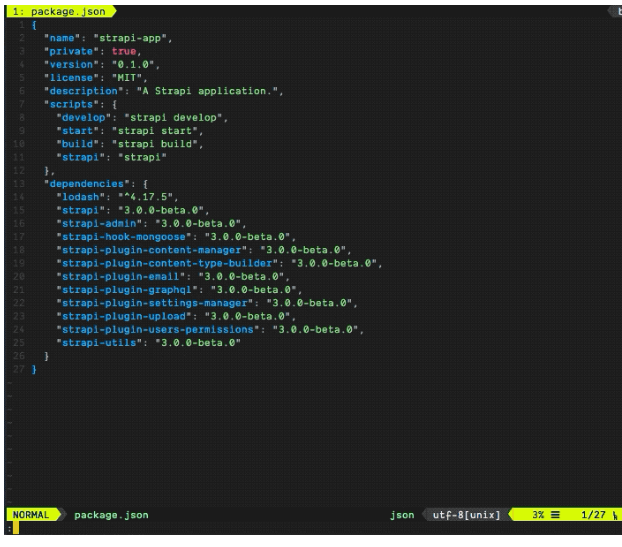 1: package.json
1 {
2 "name": "strapi-app",
3 "private": true,
4 "version": "0.1.0",
5 "license": "MIT",
6 "description": "A Strapi application.",
7 "scripts": {
8 "develop": "strapi develop",
9 "start": "strapi start",
10 "build": "strapi build",
11 "strapi": "strapi"
12 },
13 "dependencies": {
14 "lodash": "^4.17.5",
15 "strapi": "3.0.0-beta.0",
16 "strapi-admin": "3.0.0-beta.0",
17 "strapi-hook-mongoose": "3.0.0-beta.0",
18 "strapi-plugin-content-manager": "3.0.0-beta.0",
19 "strapi-plugin-content-type-builder": "3.0.0-beta.0",
20 "strapi-plugin-email": "3.0.0-beta.0",
21 "strapi-plugin-graphql": "3.0.0-beta.0",
22 "strapi-plugin-settings-manager": "3.0.0-beta.0",
23 "strapi-plugin-upload": "3.0.0-beta.0",
24 "strapi-plugin-users-permissions": "3.0.0-beta.0",
25 "strapi-utils": "3.0.0-beta.0"
26 }
27 }
~
~
~
~
~
~
~
NORMAL package.json json utf-8[unix] 3% ☰ 1/27
: